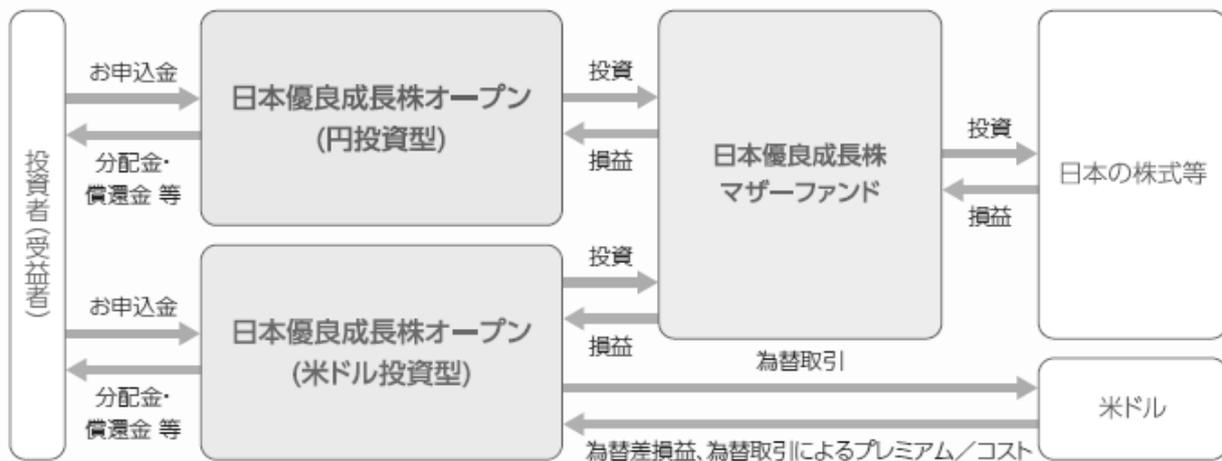 投資者(受益者)
お申込金
分配金・
償還金 等
日本優良成長株オープン
(円投資型)
投資
損益
日本優良成長株
マザーファンド
投資
損益
日本の株式等
お申込金
分配金・
償還金 等
日本優良成長株オープン
(米ドル投資型)
投資
損益
為替取引
米ドル
為替差損益、為替取引によるプレミアム／コスト